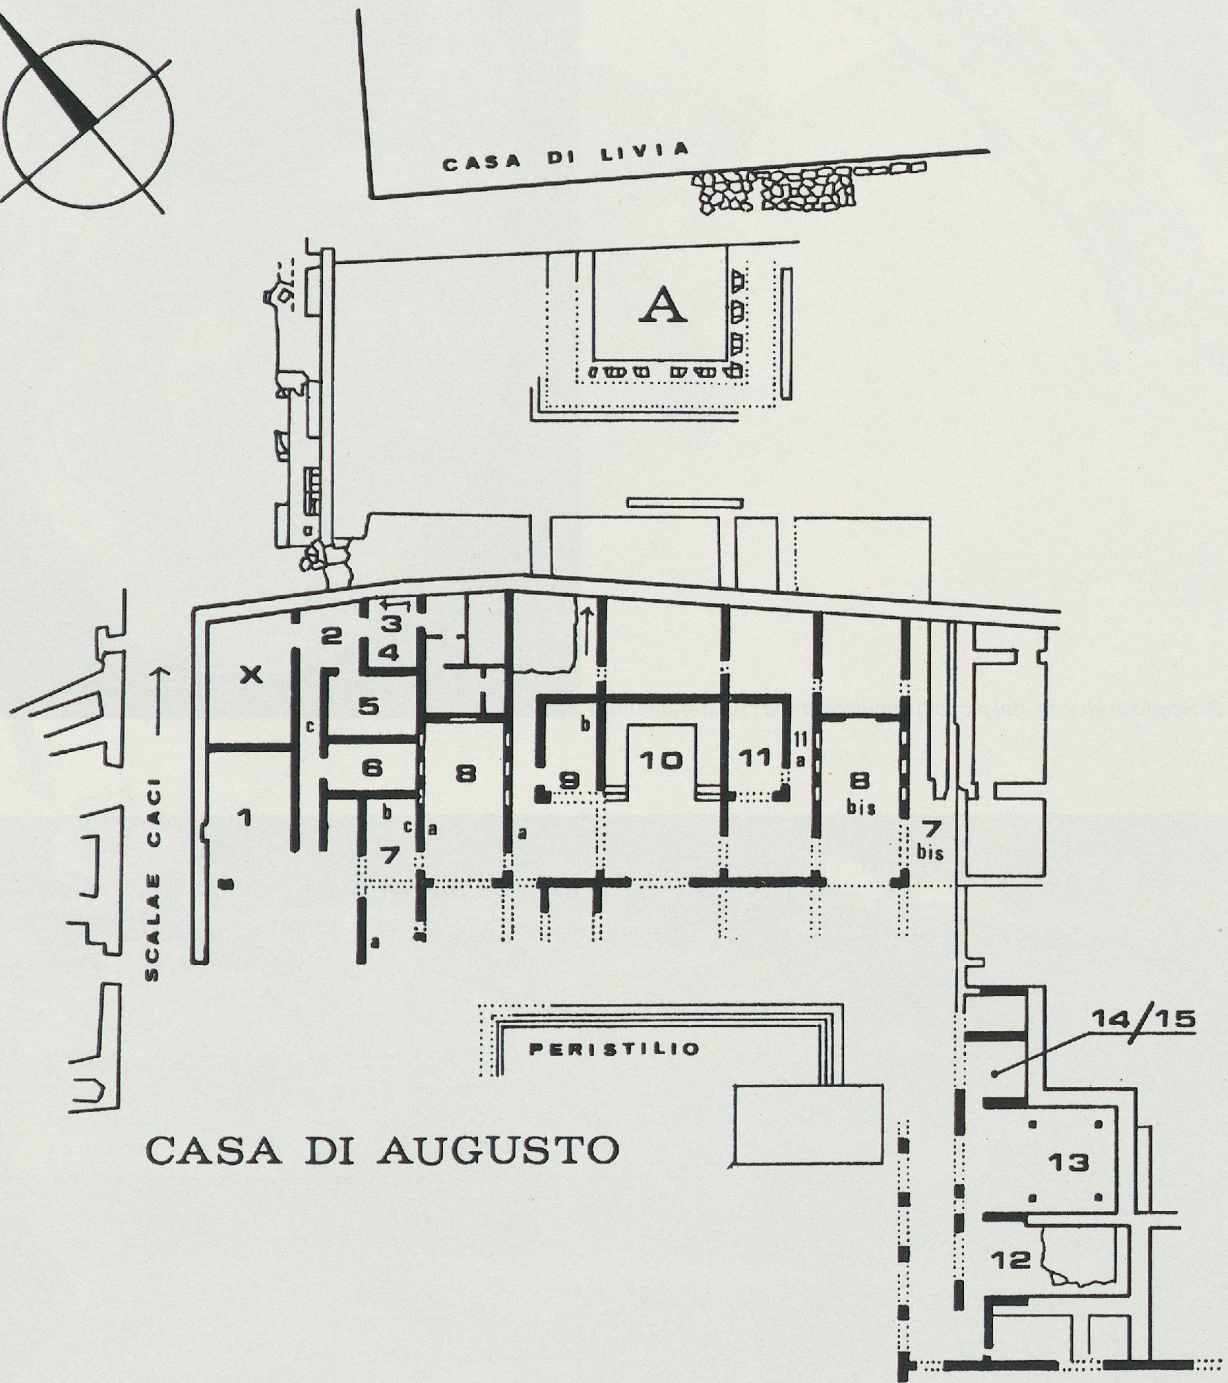 CASA DI LIVIA
A
3
2
4
X
5
c
b
6
8
9
10
11
11
a
8
bis
1
b
c
a
a
7
7
bis
a
a
SCALAE CACI
PERISTILIO
14/15
CASA DI AUGUSTO
13
12